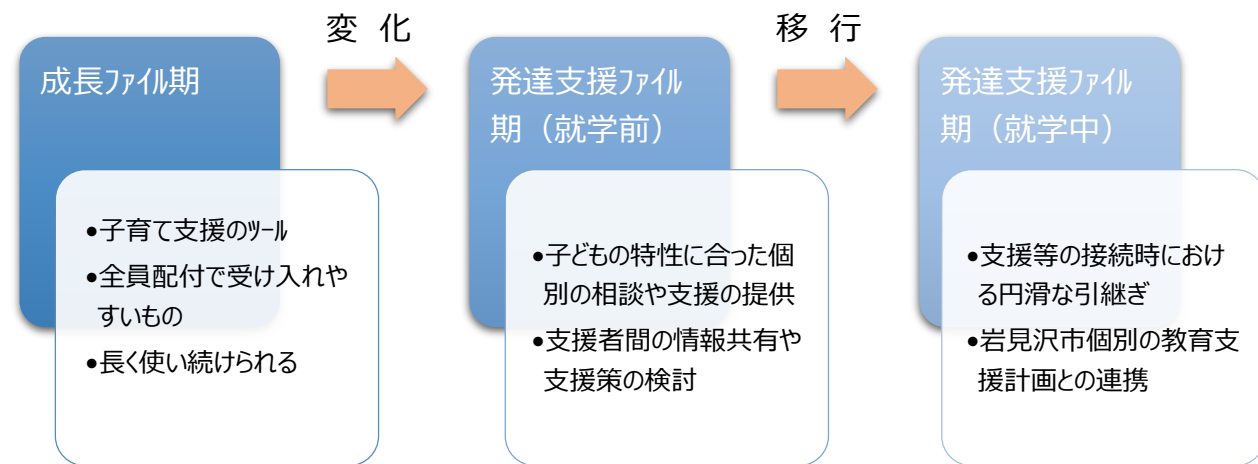 変 化
移 行
成長ﾌｧｲﾙ期
発達支援ﾌｧｲﾙ
期（就学前）
発達支援ﾌｧｲﾙ
期（就学中）
•子育て支援のﾂｰﾙ
•全員配付で受け入れや
すいもの
•長く使い続けられる
•子どもの特性に合った個
別の相談や支援の提供
•支援者間の情報共有や
支援策の検討
•支援等の接続時におけ
る円滑な引継ぎ
•岩見沢市個別の教育支
援計画との連携